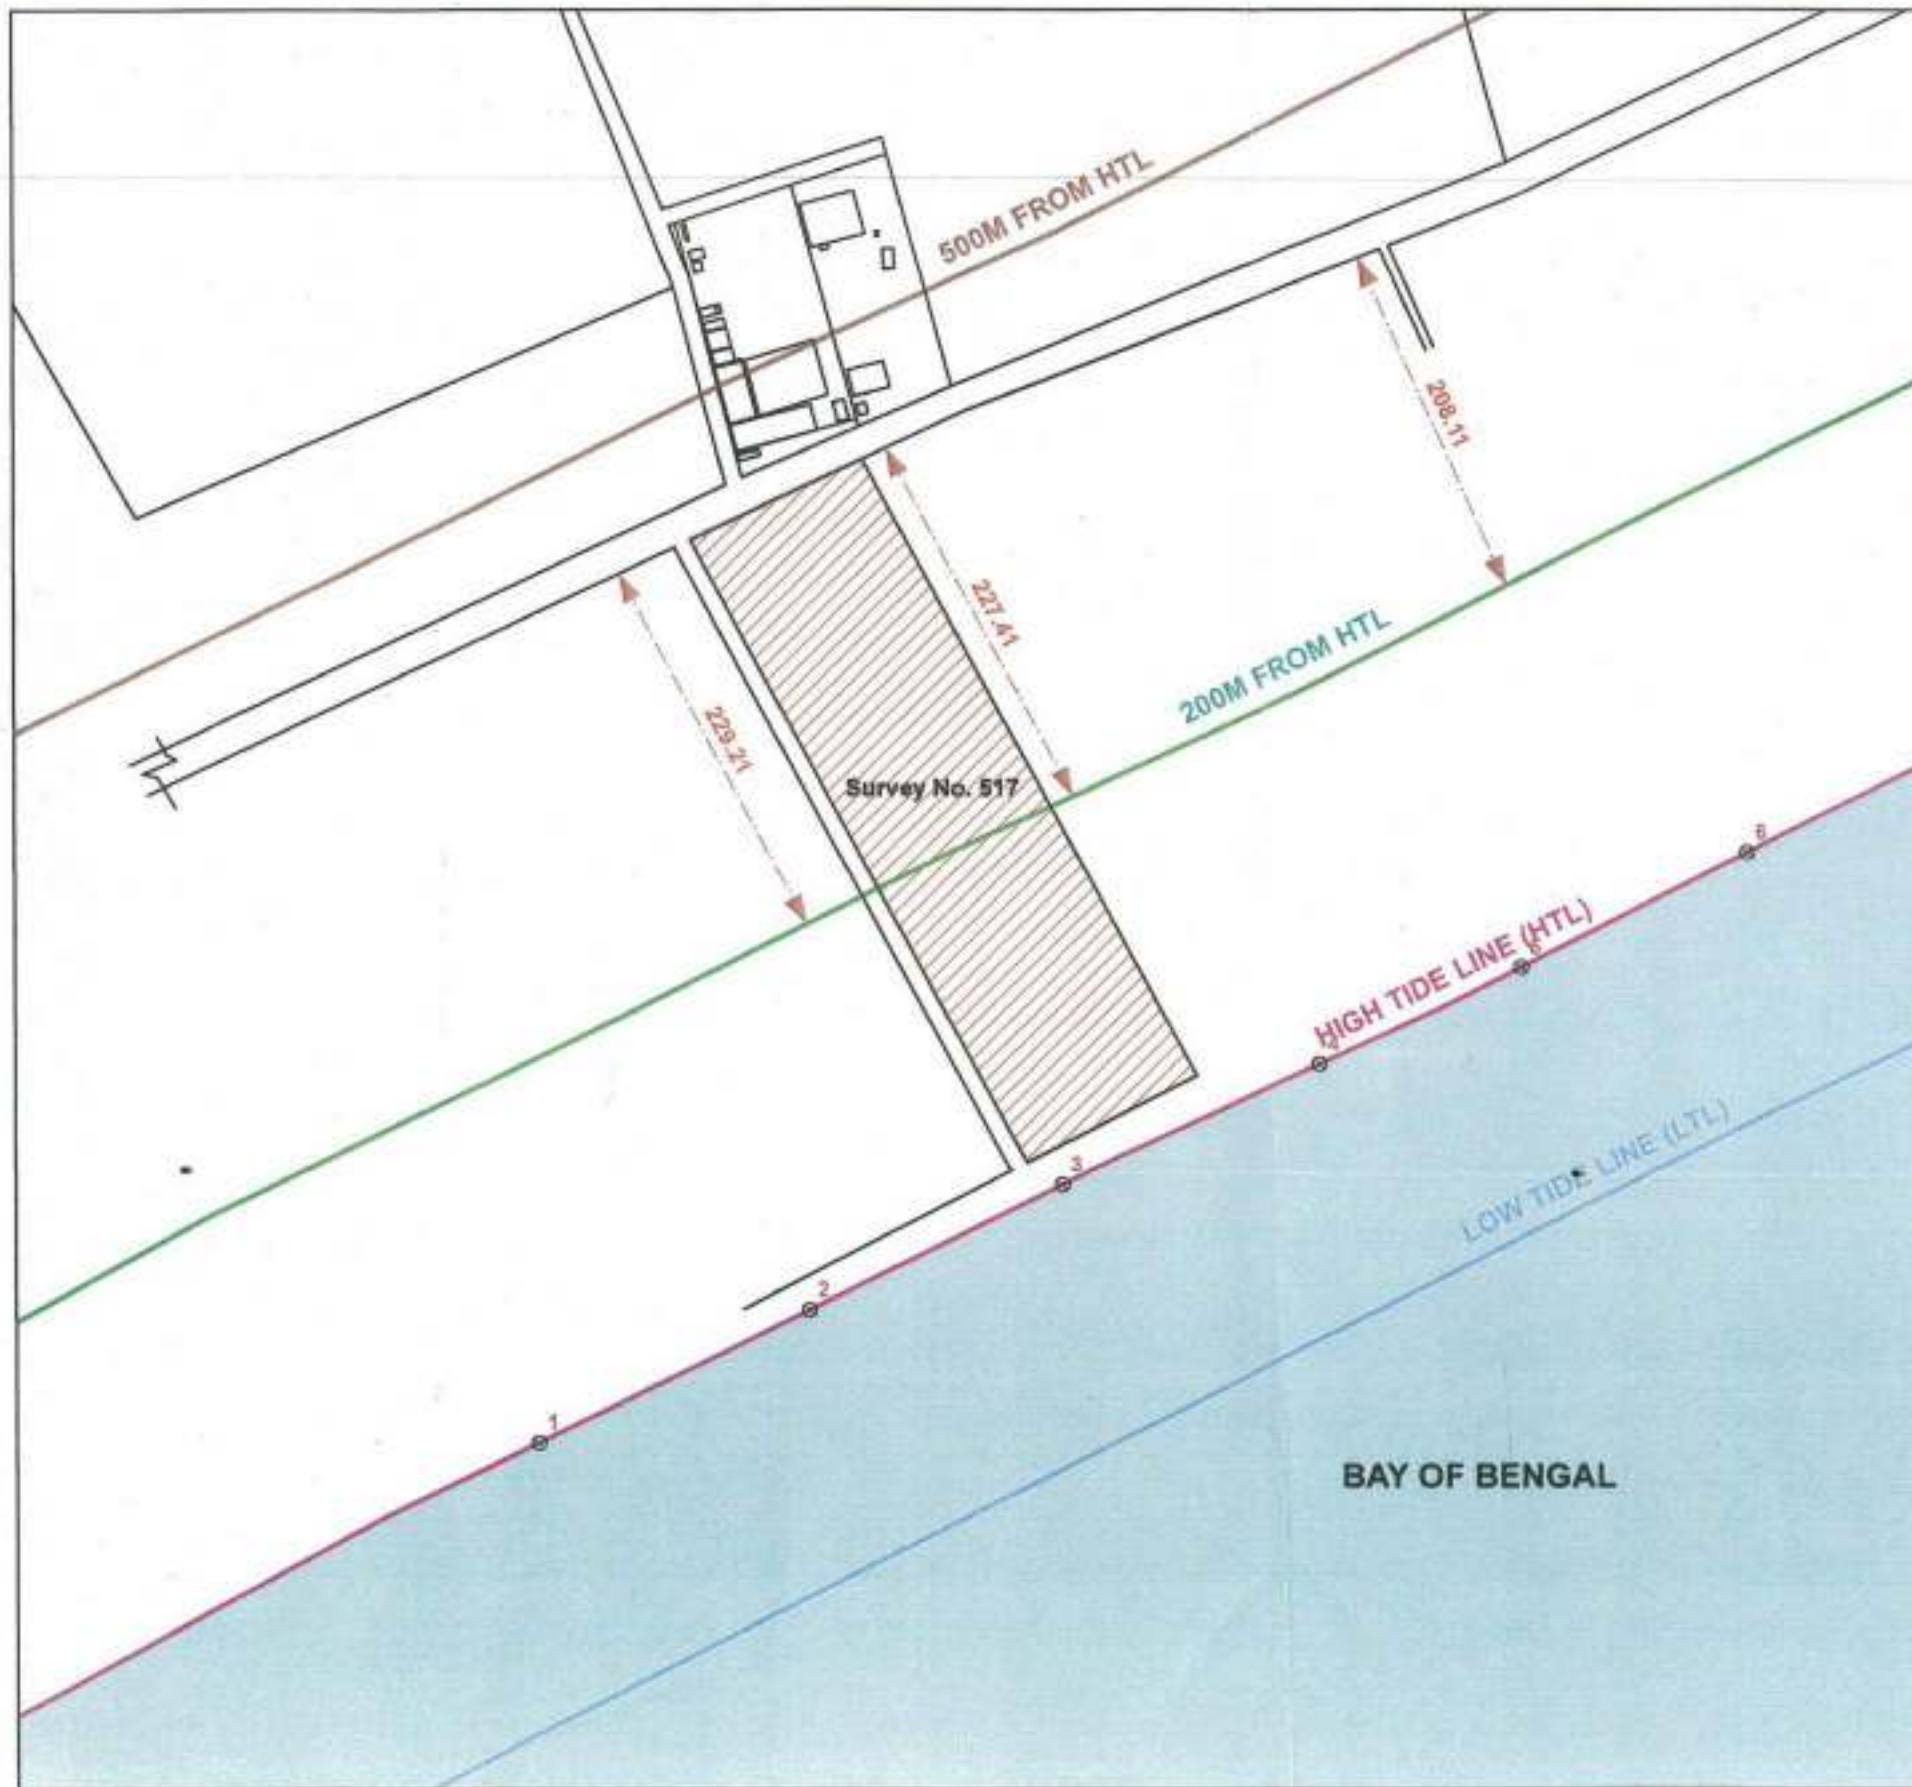 500M FROM HTL
208.11
227.41
200M FROM HTL
229.21
Survey No. 517
6
HIGH TIDE LINE (HTL)
4
LOW TIDE LINE (LTL)
3
2
1
BAY OF BENGAL